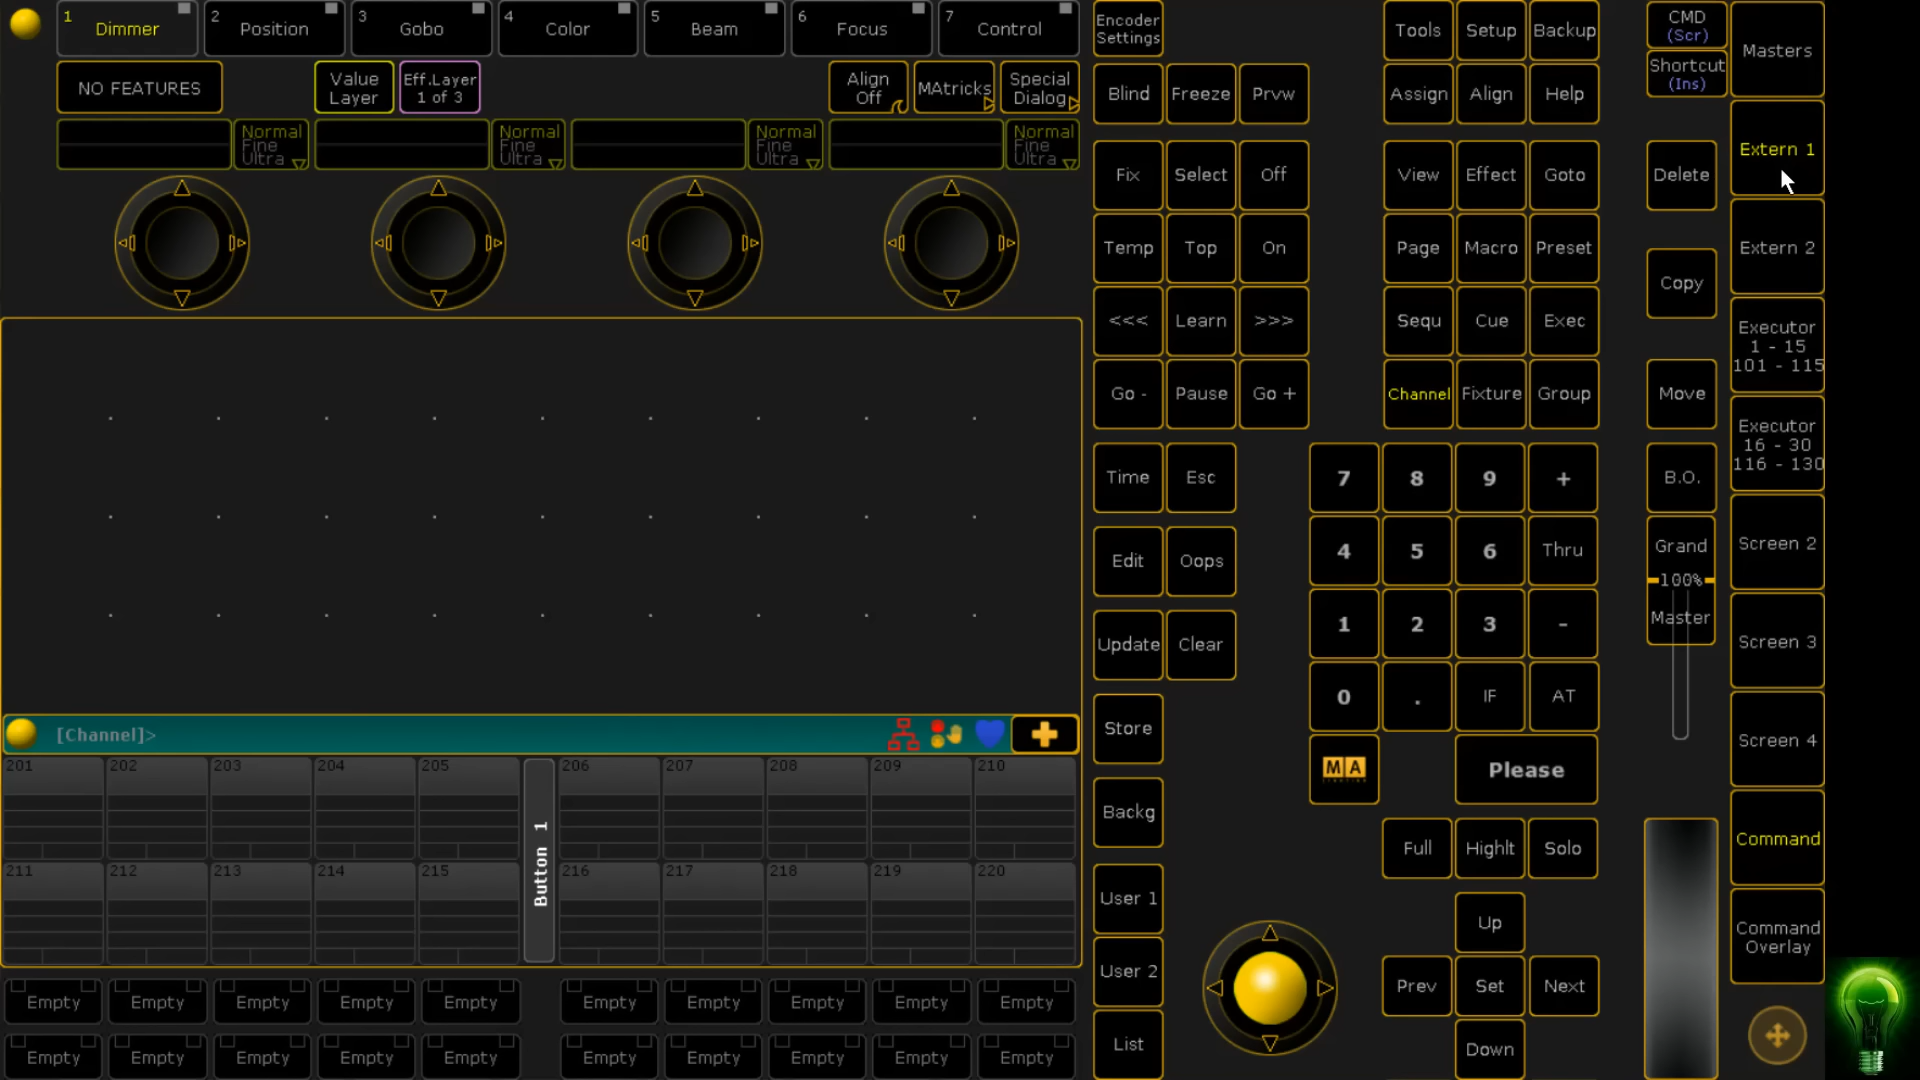 1 Dimmer
2 Position
3 Gobo
4 Color
5 Beam
6 Focus
7 Control
Encoder
Settings
Tools
Setup
Backup
CMD
(Scr)
Masters
NO FEATURES
Value
Layer
Eff.Layer
1 of 3
Align
Off
MAtricks
Special
Dialog
Blind
Freeze
Prvw
Assign
Align
Help
Shortcut
(Ins)
Normal
Fine
Ultra
Normal
Fine
Ultra
Normal
Fine
Ultra
Normal
Fine
Ultra
Extern 1
Fix
Select
Off
View
Effect
Goto
Delete
Temp
Top
On
Page
Macro
Preset
Copy
Extern 2
<<<
Learn
>>>
Sequ
Cue
Exec
Executor
1 - 15
101 - 115
Go -
Pause
Go +
Channel
Fixture
Group
Move
Executor
16 - 30
116 - 130
Time
Esc
7
8
9
+
B.O.
Edit
Oops
4
5
6
Thru
Grand
100%
Master
Screen 2
Update
Clear
1
2
3
-
Screen 3
Store
0
.
IF
AT
Screen 4
[Channel]>
MA
Please
201
202
203
204
205
206
207
208
209
210
Button 1
Backg
Full
Highlt
Solo
Command
211
212
213
214
215
216
217
218
219
220
User 1
Up
Command
Overlay
User 2
Prev
Set
Next
Empty
Empty
Empty
Empty
Empty
Empty
Empty
Empty
Empty
Empty
List
Down
Empty
Empty
Empty
Empty
Empty
Empty
Empty
Empty
Empty
Empty